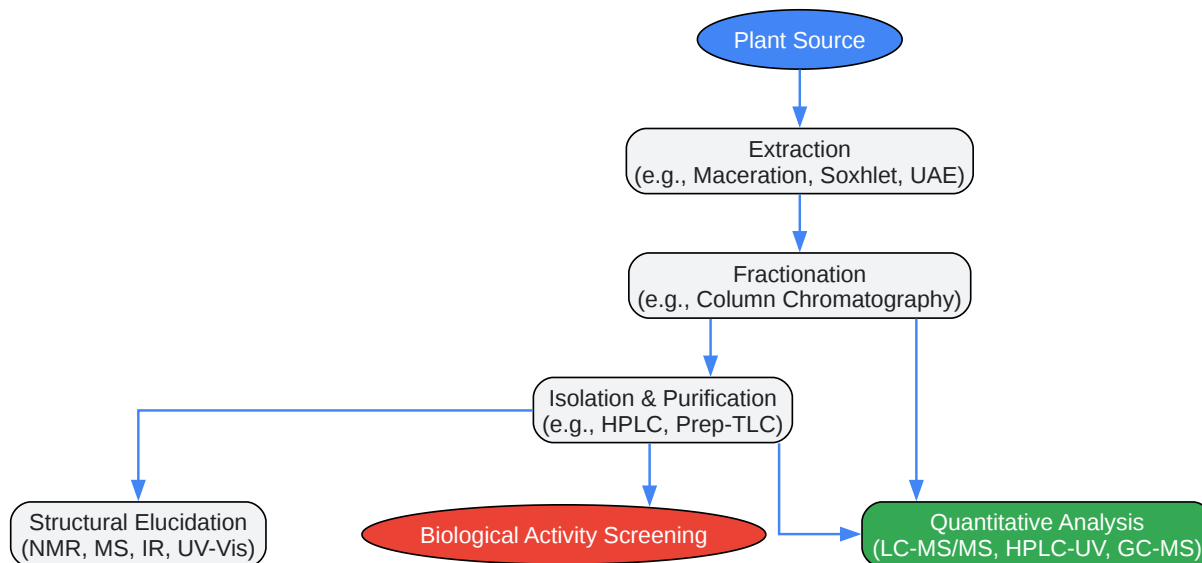 Plant Source
Extraction
(e.g., Maceration, Soxhlet, UAE)
Fractionation
(e.g., Column Chromatography)
Isolation & Purification
(e.g., HPLC, Prep-TLC)
Structural Elucidation
(NMR, MS, IR, UV-Vis)
Biological Activity Screening
Quantitative Analysis
(LC-MS/MS, HPLC-UV, GC-MS)